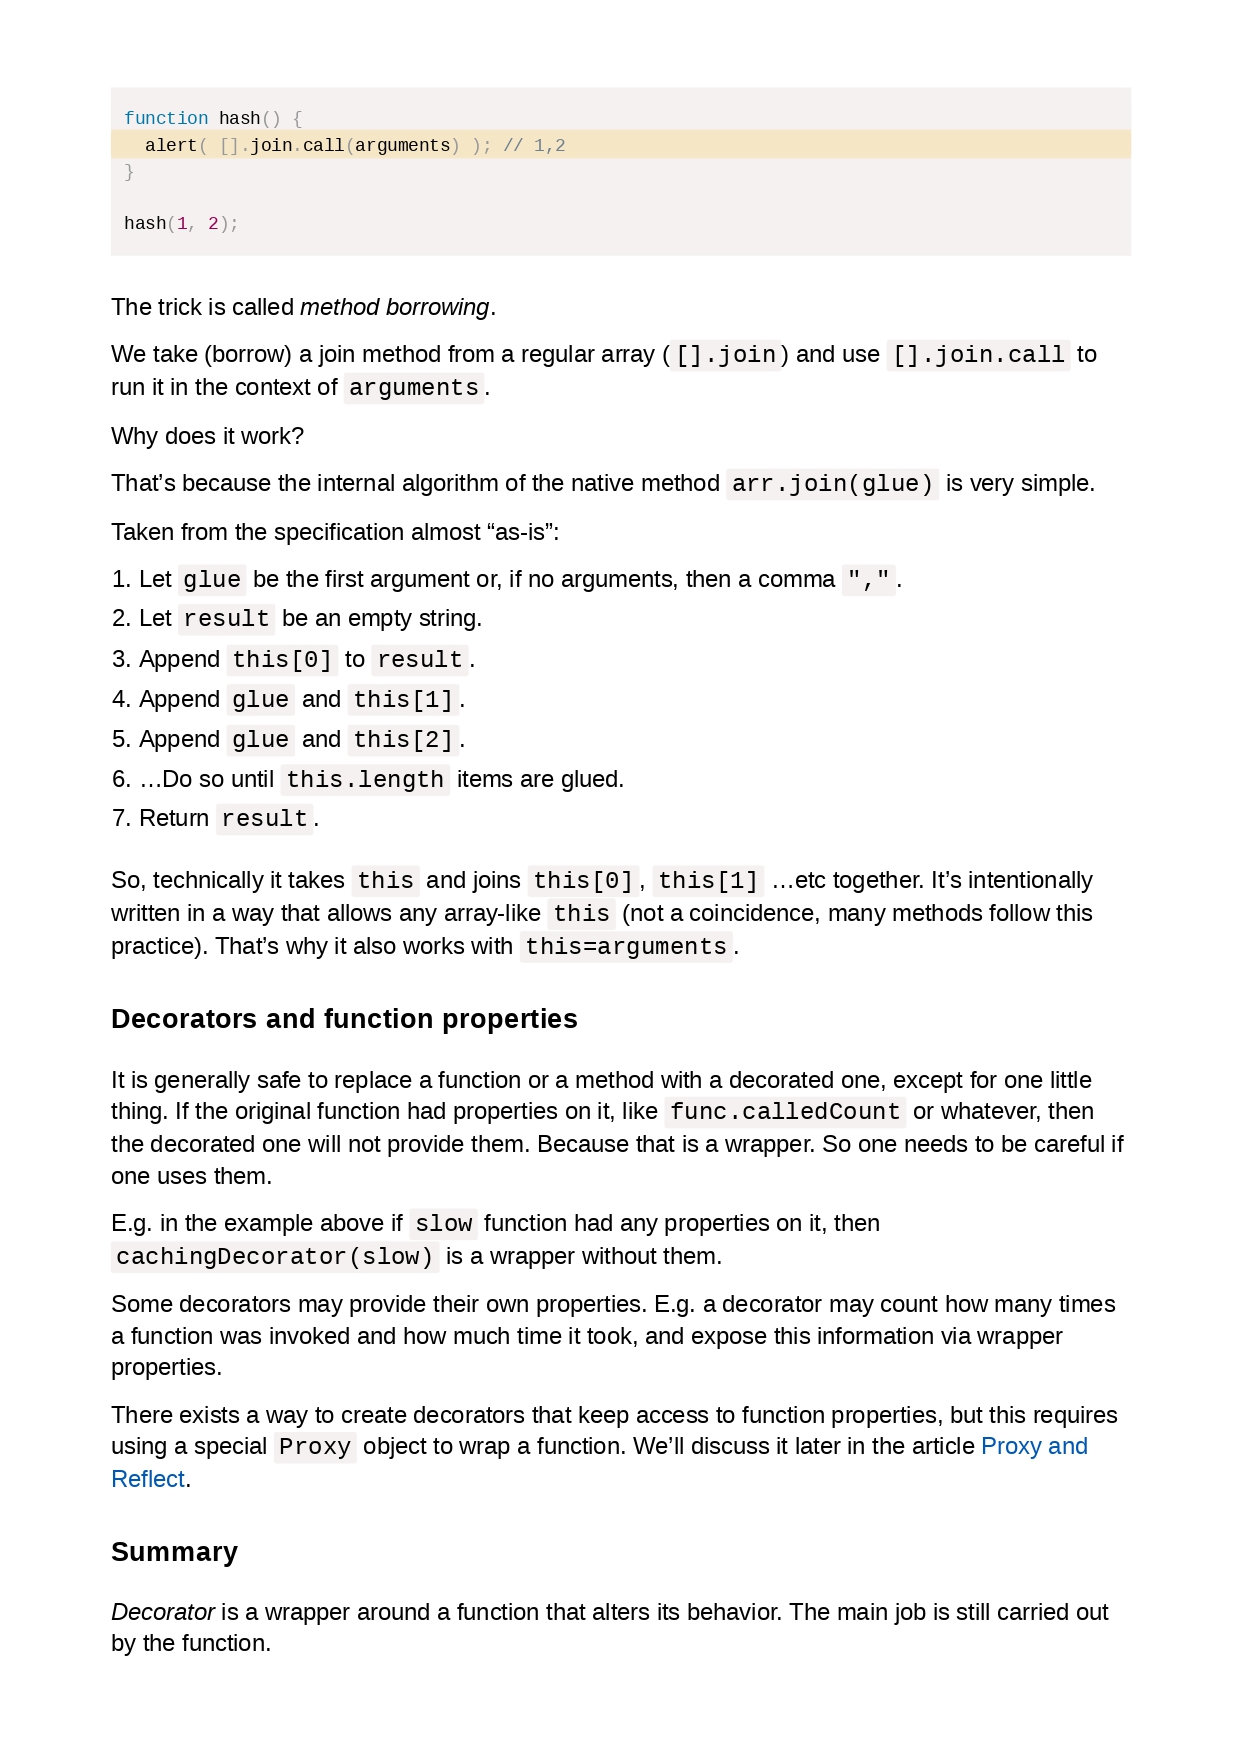 function hash() {
  alert( [].join.call(arguments) ); // 1,2
}
hash(1, 2);
The trick is called method borrowing.
We take (borrow) a join method from a regular array ([].join) and use [].join.call to
run it in the context of arguments.
Why does it work?
That’s because the internal algorithm of the native method arr.join(glue) is very simple.
Taken from the specification almost “as-is”:
1. Let glue be the first argument or, if no arguments, then a comma ",".
2. Let result be an empty string.
3. Append this[0] to result.
4. Append glue and this[1].
5. Append glue and this[2].
6. …Do so until this.length items are glued.
7. Return result.
So, technically it takes this and joins this[0], this[1] …etc together. It’s intentionally
written in a way that allows any array-like this (not a coincidence, many methods follow this
practice). That’s why it also works with this=arguments.
Decorators and function properties
It is generally safe to replace a function or a method with a decorated one, except for one little
thing. If the original function had properties on it, like func.calledCount or whatever, then
the decorated one will not provide them. Because that is a wrapper. So one needs to be careful if
one uses them.
E.g. in the example above if slow function had any properties on it, then
cachingDecorator(slow) is a wrapper without them.
Some decorators may provide their own properties. E.g. a decorator may count how many times
a function was invoked and how much time it took, and expose this information via wrapper
properties.
There exists a way to create decorators that keep access to function properties, but this requires
using a special Proxy object to wrap a function. We’ll discuss it later in the article Proxy and
Reflect.
Summary
Decorator is a wrapper around a function that alters its behavior. The main job is still carried out
by the function.